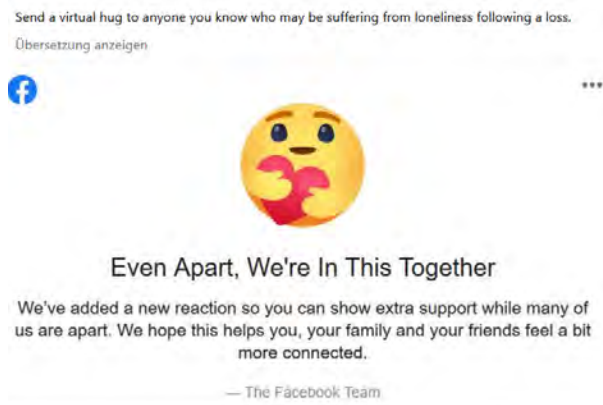 Send a virtual hug to anyone you know who may be suffering from loneliness following a loss.
Übersetzung anzeigen
Even Apart, We're In This Together
We've added a new reaction so you can show extra support while many of
us are apart. We hope this helps you, your family and your friends feel a bit
more connected.
— The Facebook Team